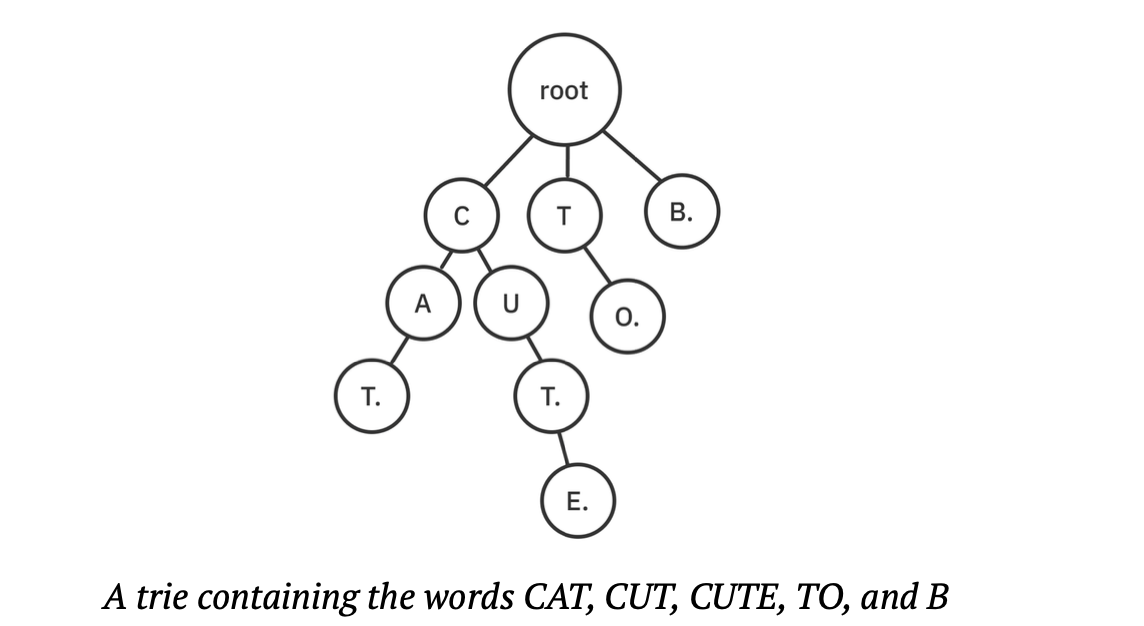 root
C T B.
A U O.
T. T.
E.
A trie containing the words CAT, CUT, CUTE, TO, and B